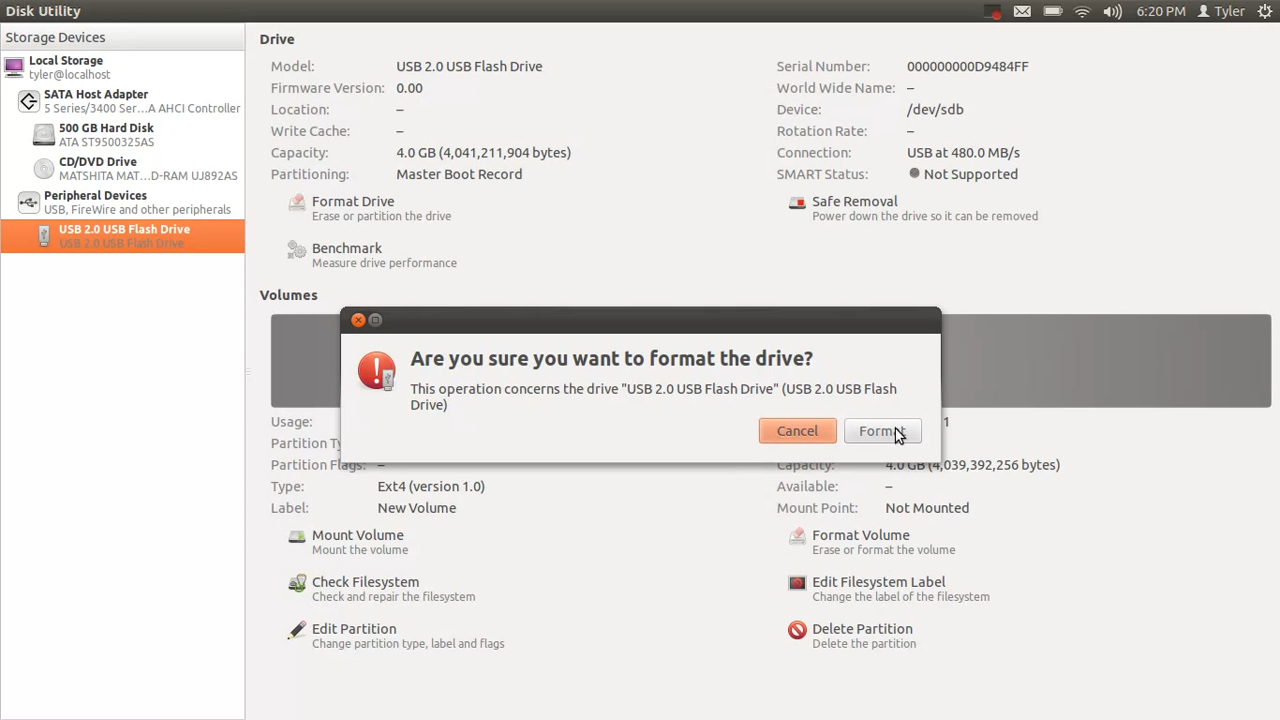 Disk Utility
6:20 PM
Tyler
Storage Devices
Local Storage
tyler@localhost
SATA Host Adapter
5 Series/3400 Ser...A AHCI Controller
500 GB Hard Disk
ATA ST9500325AS
CD/DVD Drive
MATSHITA MAT...D-RAM UJ892AS
Peripheral Devices
USB, FireWire and other peripherals
USB 2.0 USB Flash Drive
USB 2.0 USB Flash Drive
Drive
Model: USB 2.0 USB Flash Drive
Serial Number: 000000000D9484FF
Firmware Version: 0.00
World Wide Name: –
Location: –
Device: /dev/sdb
Write Cache: –
Rotation Rate: –
Capacity: 4.0 GB (4,041,211,904 bytes)
Connection: USB at 480.0 MB/s
Partitioning: Master Boot Record
SMART Status: Not Supported
Format Drive
Erase or partition the drive
Safe Removal
Power down the drive so it can be removed
Benchmark
Measure drive performance
Volumes
Are you sure you want to format the drive?
This operation concerns the drive "USB 2.0 USB Flash Drive" (USB 2.0 USB Flash
Drive)
Cancel
Format
Usage:
1
Partition Ty
Partition Flags: –
Capacity: 4.0 GB (4,039,392,256 bytes)
Type: Ext4 (version 1.0)
Available: –
Label: New Volume
Mount Point: Not Mounted
Mount Volume
Mount the volume
Format Volume
Erase or format the volume
Check Filesystem
Check and repair the filesystem
Edit Filesystem Label
Change the label of the filesystem
Edit Partition
Change partition type, label and flags
Delete Partition
Delete the partition